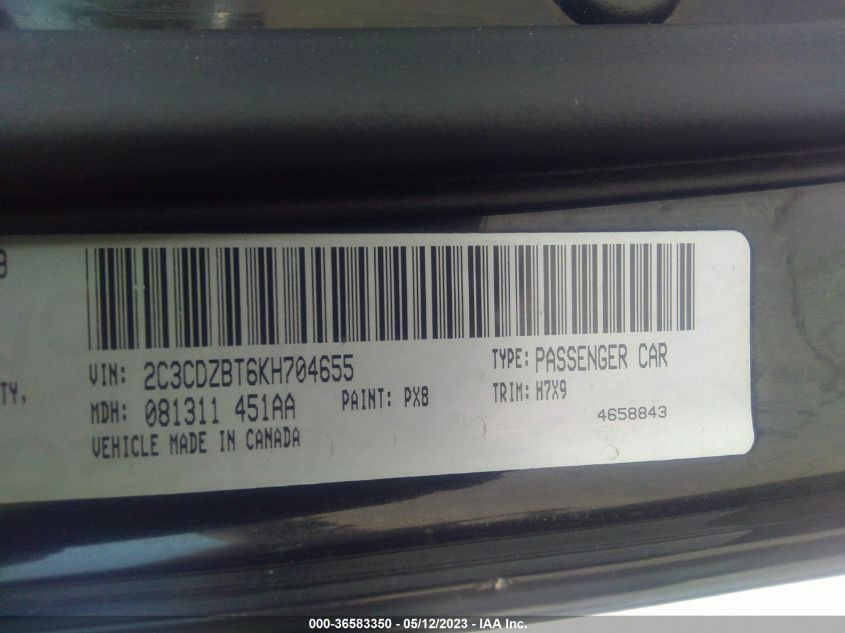 VIN: 2C3CDZBT6KH704655 TYPE: PASSENGER CAR
TY,
MDH: 081311 451AA PAINT: PX8 TRIM: H7X9
4658843
VEHICLE MADE IN CANADA
000-36583350 - 05/12/2023 - IAA Inc.